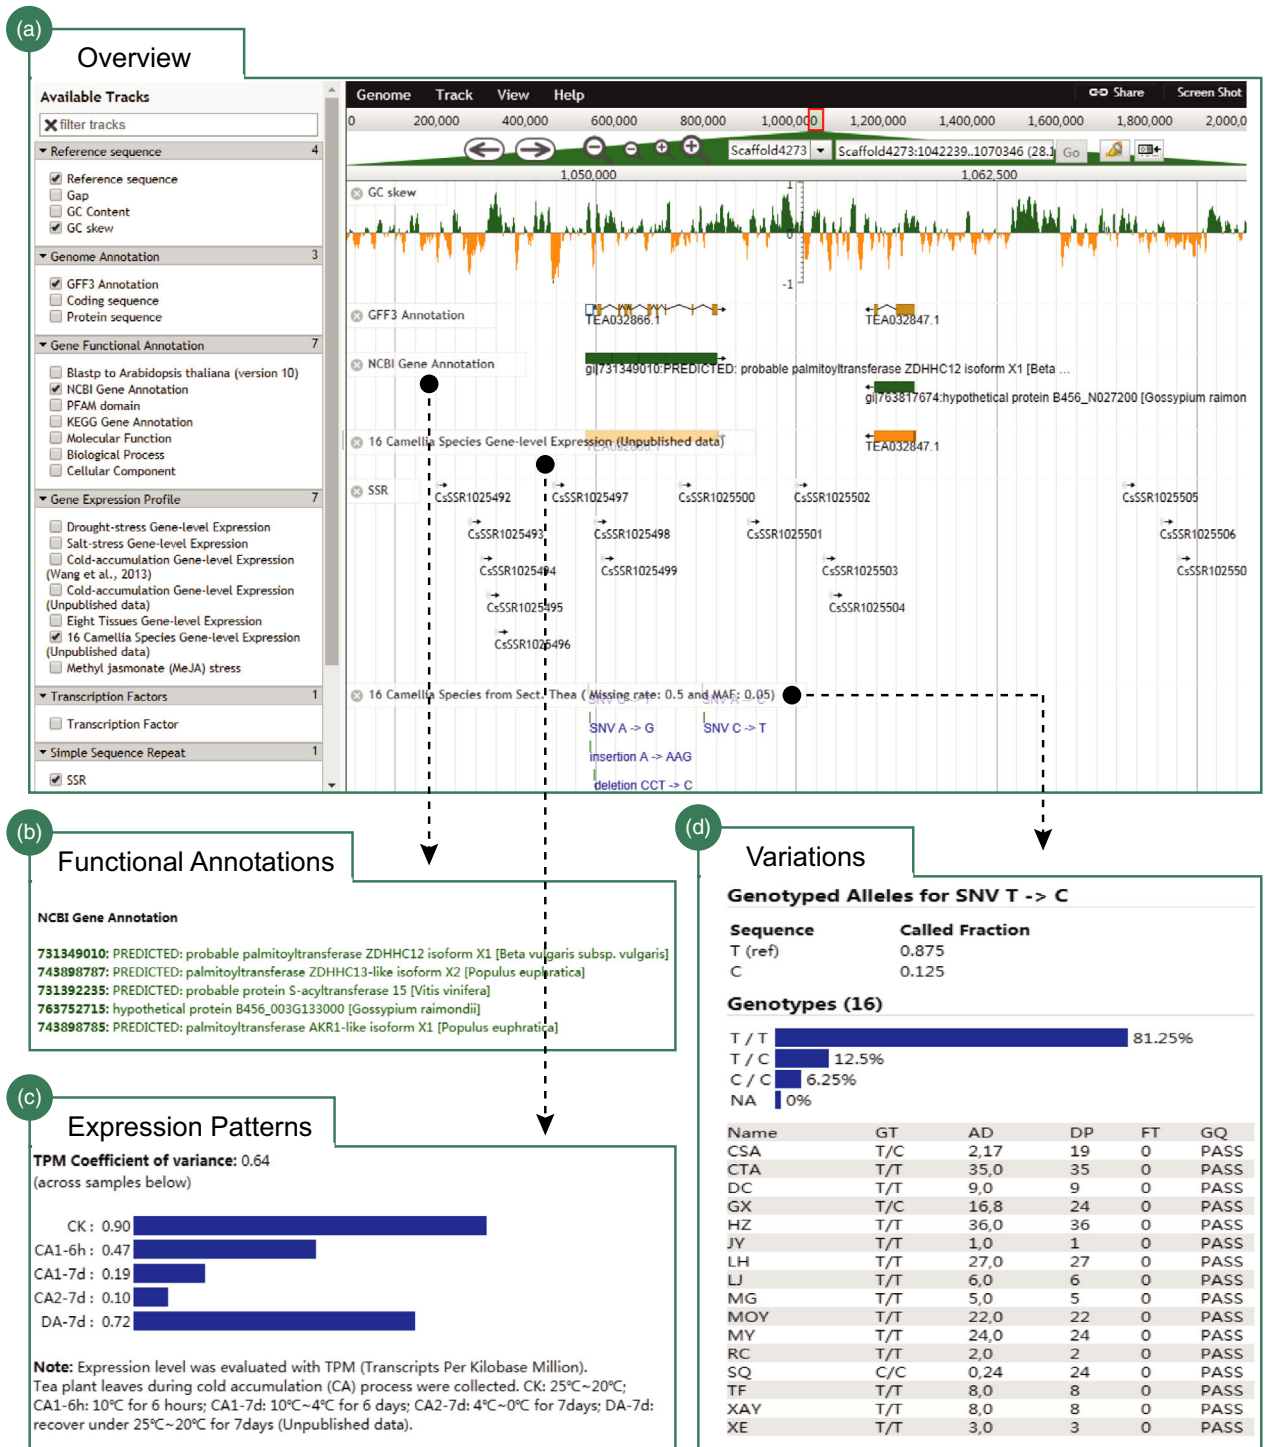 (a)
Overview
Available Tracks
filter tracks
Reference sequence 4
Reference sequence
Gap
GC Content
GC skew
Genome Annotation 3
GFF3 Annotation
Coding sequence
Protein sequence
Gene Functional Annotation 7
Blastp to Arabidopsis thaliana (version 10)
NCBI Gene Annotation
PFAM domain
KEGG Gene Annotation
Molecular Function
Biological Process
Cellular Component
Gene Expression Profile 7
Drought-stress Gene-level Expression
Salt-stress Gene-level Expression
Cold-accumulation Gene-level Expression
(Wang et al., 2013)
Cold-accumulation Gene-level Expression
(Unpublished data)
Eight Tissues Gene-level Expression
16 Camellia Species Gene-level Expression
(Unpublished data)
Methyl jasmonate (MeJA) stress
Transcription Factors 1
Transcription Factor
Simple Sequence Repeat 1
SSR
Genome Track View Help Share Screen Shot
0 200,000 400,000 600,000 800,000 1,000,000 1,200,000 1,400,000 1,600,000 1,800,000 2,000,0
Scaffold4273 Scaffold4273:1042239..1070346 (28.1 Go
1,050,000 1,062,500
GC skew
1
0
-1
GFF3 Annotation
TEA032866.1 TEA032847.1
NCBI Gene Annotation
gi|731349010:PREDICTED: probable palmitoyltransferase ZDHHC12 isoform X1 [Beta ...
gi|763817674:hypothetical protein B456_N027200 [Gossypium raimon
16 Camellia Species Gene-level Expression (Unpublished data)
TEA032866.1 TEA032847.1
SSR
CsSSR1025492 CsSSR1025497 CsSSR1025500 CsSSR1025502 CsSSR1025505
CsSSR1025493 CsSSR1025498 CsSSR1025501 CsSSR1025506
CsSSR1025494 CsSSR1025499 CsSSR1025503 CsSSR102550
CsSSR1025495 CsSSR1025504
CsSSR1025496
16 Camellia Species from Sect. Thea ( Missing rate: 0.5 and MAF: 0.05)
SNV A -> G SNV C -> T
insertion A -> AAG
deletion CCT -> C
(b)
Functional Annotations
NCBI Gene Annotation
731349010: PREDICTED: probable palmitoyltransferase ZDHHC12 isoform X1 [Beta vulgaris subsp. vulgaris]
743898787: PREDICTED: palmitoyltransferase ZDHHC13-like isoform X2 [Populus euphratica]
731392235: PREDICTED: probable protein S-acyltransferase 15 [Vitis vinifera]
763752715: hypothetical protein B456_003G133000 [Gossypium raimondii]
743898785: PREDICTED: palmitoyltransferase AKR1-like isoform X1 [Populus euphratica]
(c)
Expression Patterns
TPM Coefficient of variance: 0.64
(across samples below)
CK : 0.90
CA1-6h : 0.47
CA1-7d : 0.19
CA2-7d : 0.10
DA-7d : 0.72
Note: Expression level was evaluated with TPM (Transcripts Per Kilobase Million).
Tea plant leaves during cold accumulation (CA) process were collected. CK: 25℃~20℃;
CA1-6h: 10℃ for 6 hours; CA1-7d: 10℃~4℃ for 6 days; CA2-7d: 4℃~0℃ for 7days; DA-7d:
recover under 25℃~20℃ for 7days (Unpublished data).
(d)
Variations
Genotyped Alleles for SNV T -> C
Sequence Called Fraction
T (ref) 0.875
C 0.125
Genotypes (16)
T / T 81.25%
T / C 12.5%
C / C 6.25%
NA 0%
Name GT AD DP FT GQ
CSA T/C 2,17 19 0 PASS
CTA T/T 35,0 35 0 PASS
DC T/T 9,0 9 0 PASS
GX T/C 16,8 24 0 PASS
HZ T/T 36,0 36 0 PASS
JY T/T 1,0 1 0 PASS
LH T/T 27,0 27 0 PASS
LJ T/T 6,0 6 0 PASS
MG T/T 5,0 5 0 PASS
MOY T/T 22,0 22 0 PASS
MY T/T 24,0 24 0 PASS
RC T/T 2,0 2 0 PASS
SQ C/C 0,24 24 0 PASS
TF T/T 8,0 8 0 PASS
XAY T/T 8,0 8 0 PASS
XE T/T 3,0 3 0 PASS